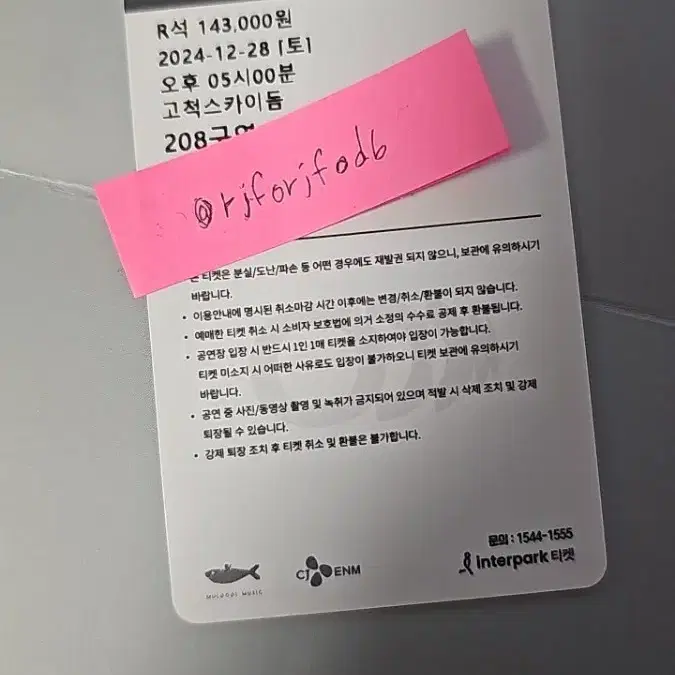 R석 143,000원
2024-12-28 [토]
오후 05시00분
고척스카이돔
208구역
@rjforjfodb
본 티켓은 분실/도난/파손 등 어떤 경우에도 재발권 되지 않으니, 보관에 유의하시기
바랍니다.
• 이용안내에 명시된 취소마감 시간 이후에는 변경/취소/환불이 되지 않습니다.
• 예매한 티켓 취소 시 소비자 보호법에 의거 소정의 수수료 공제 후 환불됩니다.
• 공연장 입장 시 반드시 1인 1매 티켓을 소지하여야 입장이 가능합니다.
티켓 미소지 시 어떠한 사유로도 입장이 불가하오니 티켓 보관에 유의하시기
바랍니다.
• 공연 중 사진/동영상 촬영 및 녹취가 금지되어 있으며 적발 시 삭제 조치 및 강제
퇴장될 수 있습니다.
• 강제 퇴장 조치 후 티켓 취소 및 환불은 불가합니다.
문의 : 1544-1555
interpark 티켓
CJ ENM
MULGOGI MUSIC